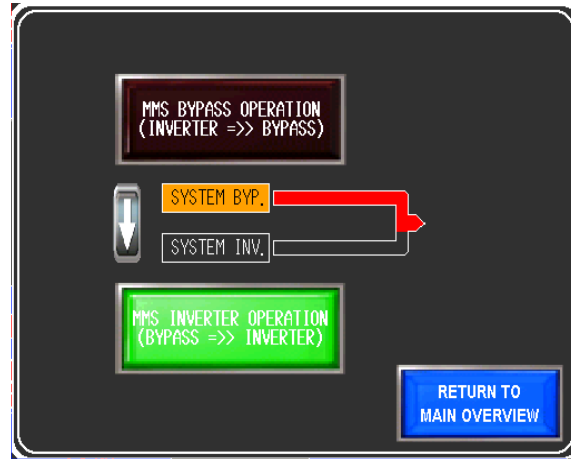 MMS BYPASS OPERATION
(INVERTER =>> BYPASS)
SYSTEM BYP.
SYSTEM INV.
MMS INVERTER OPERATION
(BYPASS =>> INVERTER)
RETURN TO
MAIN OVERVIEW